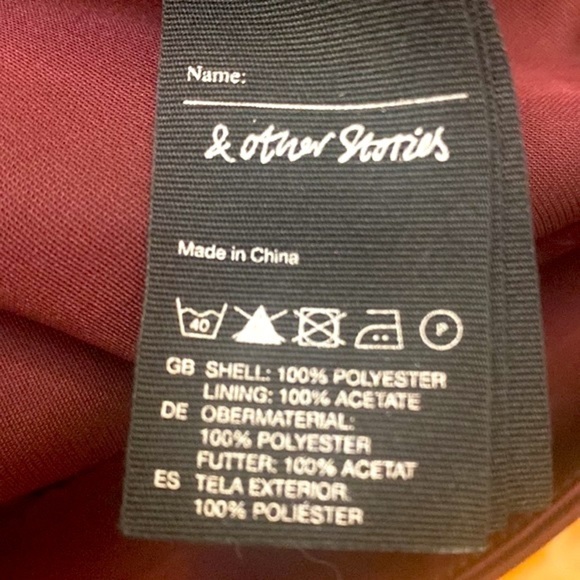 Name:
& other Stories
Made in China
40 P
GB SHELL: 100% POLYESTER
LINING: 100% ACETATE
DE OBERMATERIAL:
100% POLYESTER
FUTTER: 100% ACETAT
ES TELA EXTERIOR:
100% POLIÉSTER